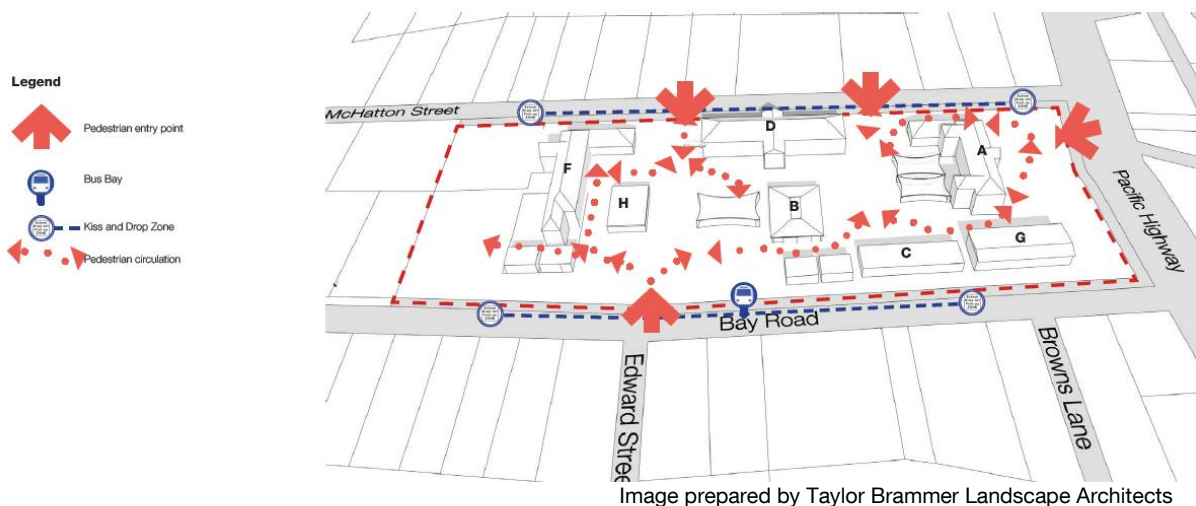 Legend
Pedestrian entry point
Bus Bay
Kiss and Drop Zone
Pedestrian circulation
McHatton Street
D
A
F
H
B
C
G
Pacific Highway
Bay Road
Edward Stree
Browns Lane
Image prepared by Taylor Brammer Landscape Architects